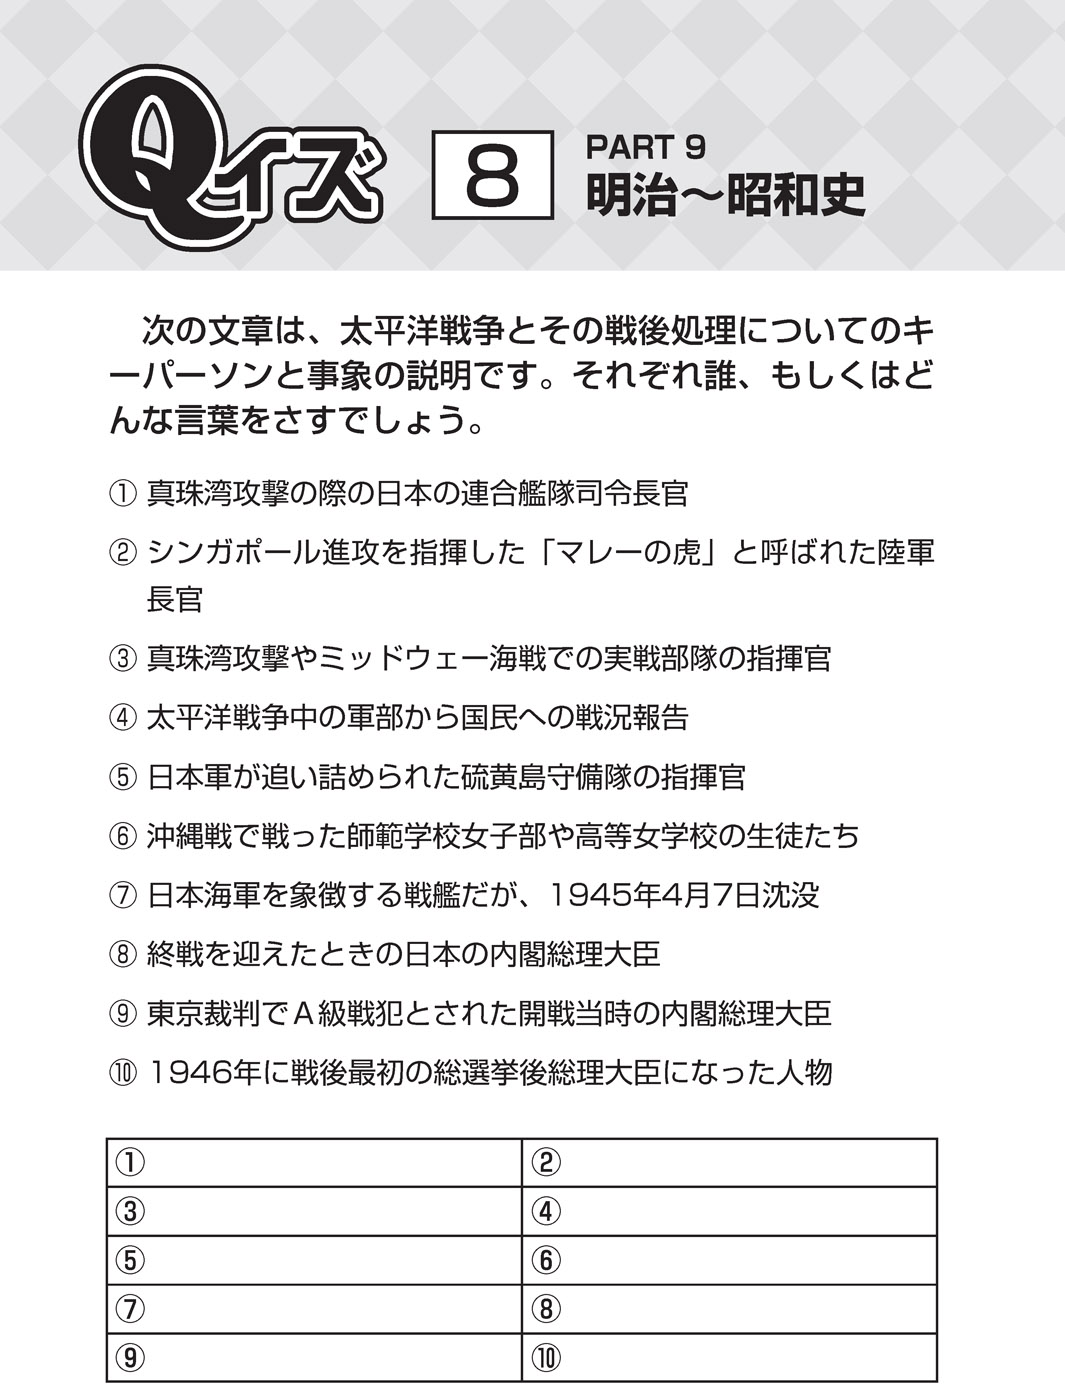 Qイズ 8 PART 9
明治〜昭和史
次の文章は、太平洋戦争とその戦後処理についてのキ
ーパーソンと事象の説明です。それぞれ誰、もしくはど
んな言葉をさすでしょう。
① 真珠湾攻撃の際の日本の連合艦隊司令長官
② シンガポール進攻を指揮した「マレーの虎」と呼ばれた陸軍
長官
③ 真珠湾攻撃やミッドウェー海戦での実戦部隊の指揮官
④ 太平洋戦争中の軍部から国民への戦況報告
⑤ 日本軍が追い詰められた硫黄島守備隊の指揮官
⑥ 沖縄戦で戦った師範学校女子部や高等女学校の生徒たち
⑦ 日本海軍を象徴する戦艦だが、1945年4月7日沈没
⑧ 終戦を迎えたときの日本の内閣総理大臣
⑨ 東京裁判でA級戦犯とされた開戦当時の内閣総理大臣
⑩ 1946年に戦後最初の総選挙後総理大臣になった人物
① ②
③ ④
⑤ ⑥
⑦ ⑧
⑨ ⑩